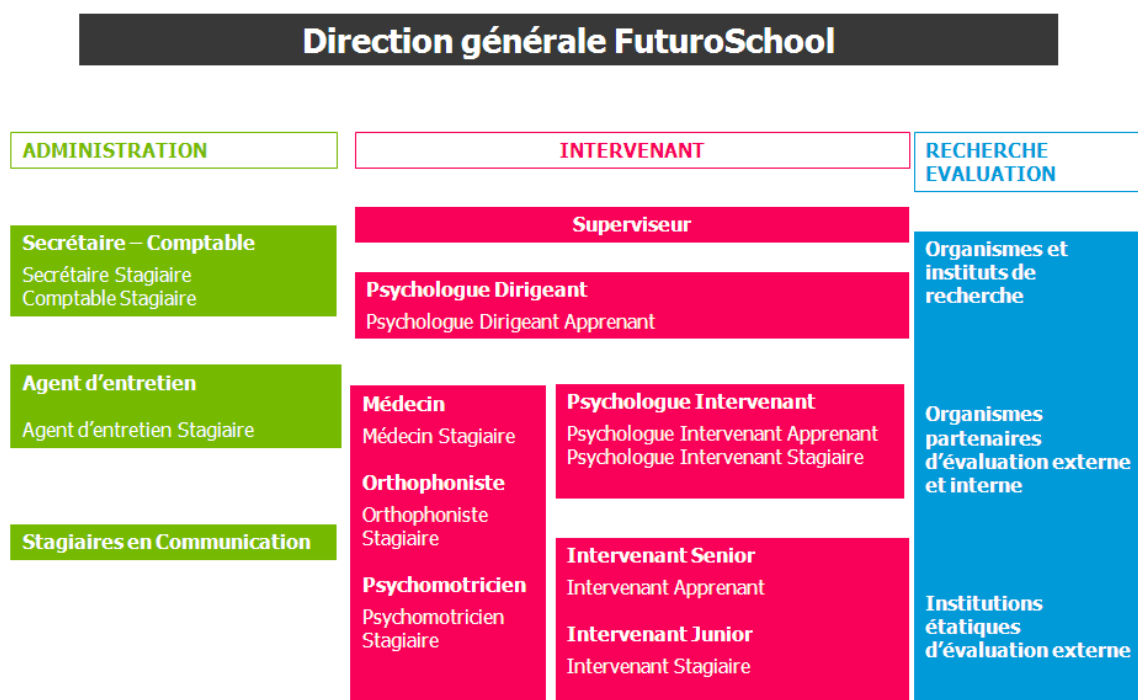 Direction générale FuturoSchool
ADMINISTRATION
Secrétaire – Comptable
Secrétaire Stagiaire
Comptable Stagiaire
Agent d'entretien
Agent d'entretien Stagiaire
Stagiaires en Communication
INTERVENANT
Superviseur
Psychologue Dirigeant
Psychologue Dirigeant Apprenant
Médecin
Médecin Stagiaire
Orthophoniste
Orthophoniste
Stagiaire
Psychomotricien
Psychomotricien
Stagiaire
Psychologue Intervenant
Psychologue Intervenant Apprenant
Psychologue Intervenant Stagiaire
Intervenant Senior
Intervenant Apprenant
Intervenant Junior
Intervenant Stagiaire
RECHERCHE
EVALUATION
Organismes et
instituts de
recherche
Organismes
partenaires
d'évaluation externe
et interne
Institutions
étatiques
d'évaluation externe